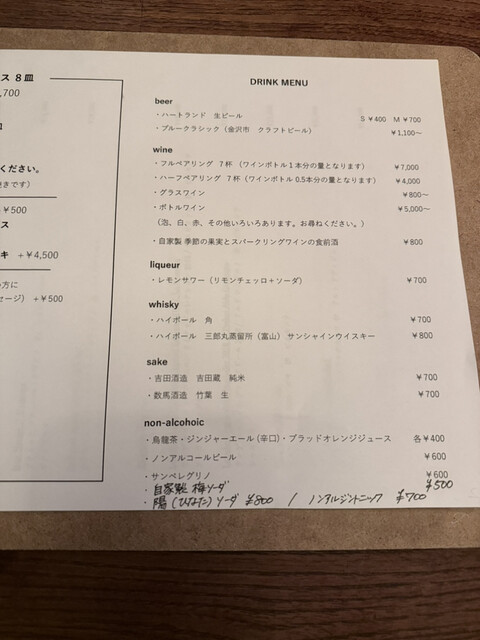 ス 8皿
,700
ください。
焼きです）
¥500
ス
キ +¥4,500
の方に
セージ） +¥500
DRINK MENU
beer
・ハートランド 生ビール S ¥400 M ¥700
・ブルークラシック（金沢市 クラフトビール） ¥1,100～
wine
・フルペアリング 7杯（ワインボトル1本分の量となります） ¥7,000
・ハーフペアリング 7杯（ワインボトル0.5本分の量となります） ¥4,000
・グラスワイン ¥800～
・ボトルワイン ¥5,000～
（泡、白、赤、その他いろいろあります。お尋ねください。）
・自家製 季節の果実とスパークリングワインの食前酒 ¥800
liqueur
・レモンサワー（リモンチェッロ＋ソーダ） ¥700
whisky
・ハイボール 角 ¥700
・ハイボール 三郎丸蒸留所（富山）サンシャインウイスキー ¥800
sake
・吉田酒造 吉田蔵 純米 ¥700
・数馬酒造 竹葉 生 ¥700
non-alcohoic
・烏龍茶・ジンジャーエール（辛口）・ブラッドオレンジジュース 各¥400
・ノンアルコールビール ¥600
・サンペレグリノ ¥600
・自家製 梅ソーダ ¥500
・陽（ひなた）ソーダ ¥800 / ノンアルジントニック ¥700